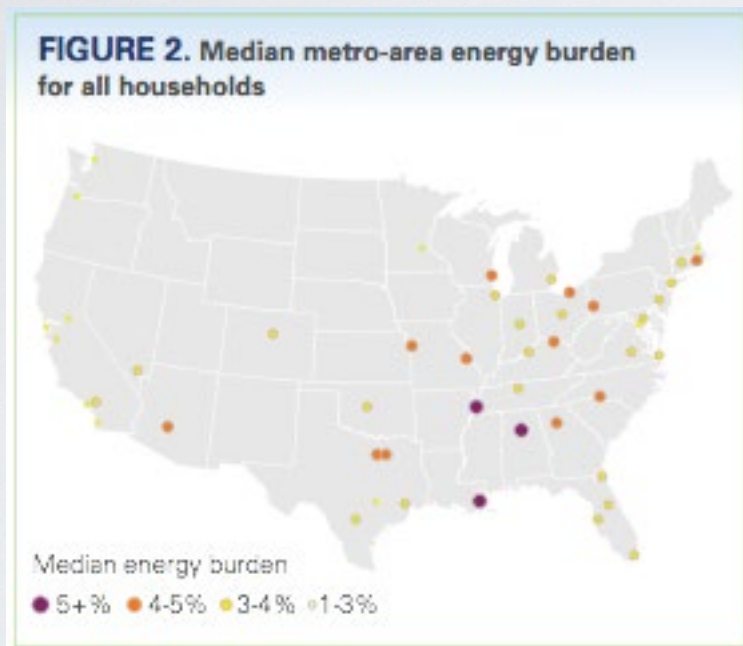 FIGURE 2. Median metro-area energy burden
for all households
Median energy burden
5+% 4-5% 3-4% 1-3%